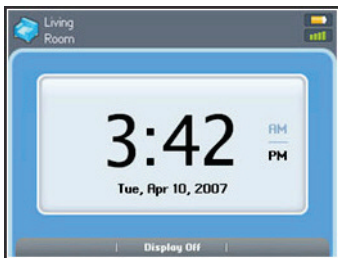 Living
Room
3:42
AM
PM
Tue, Apr 10, 2007
Display Off